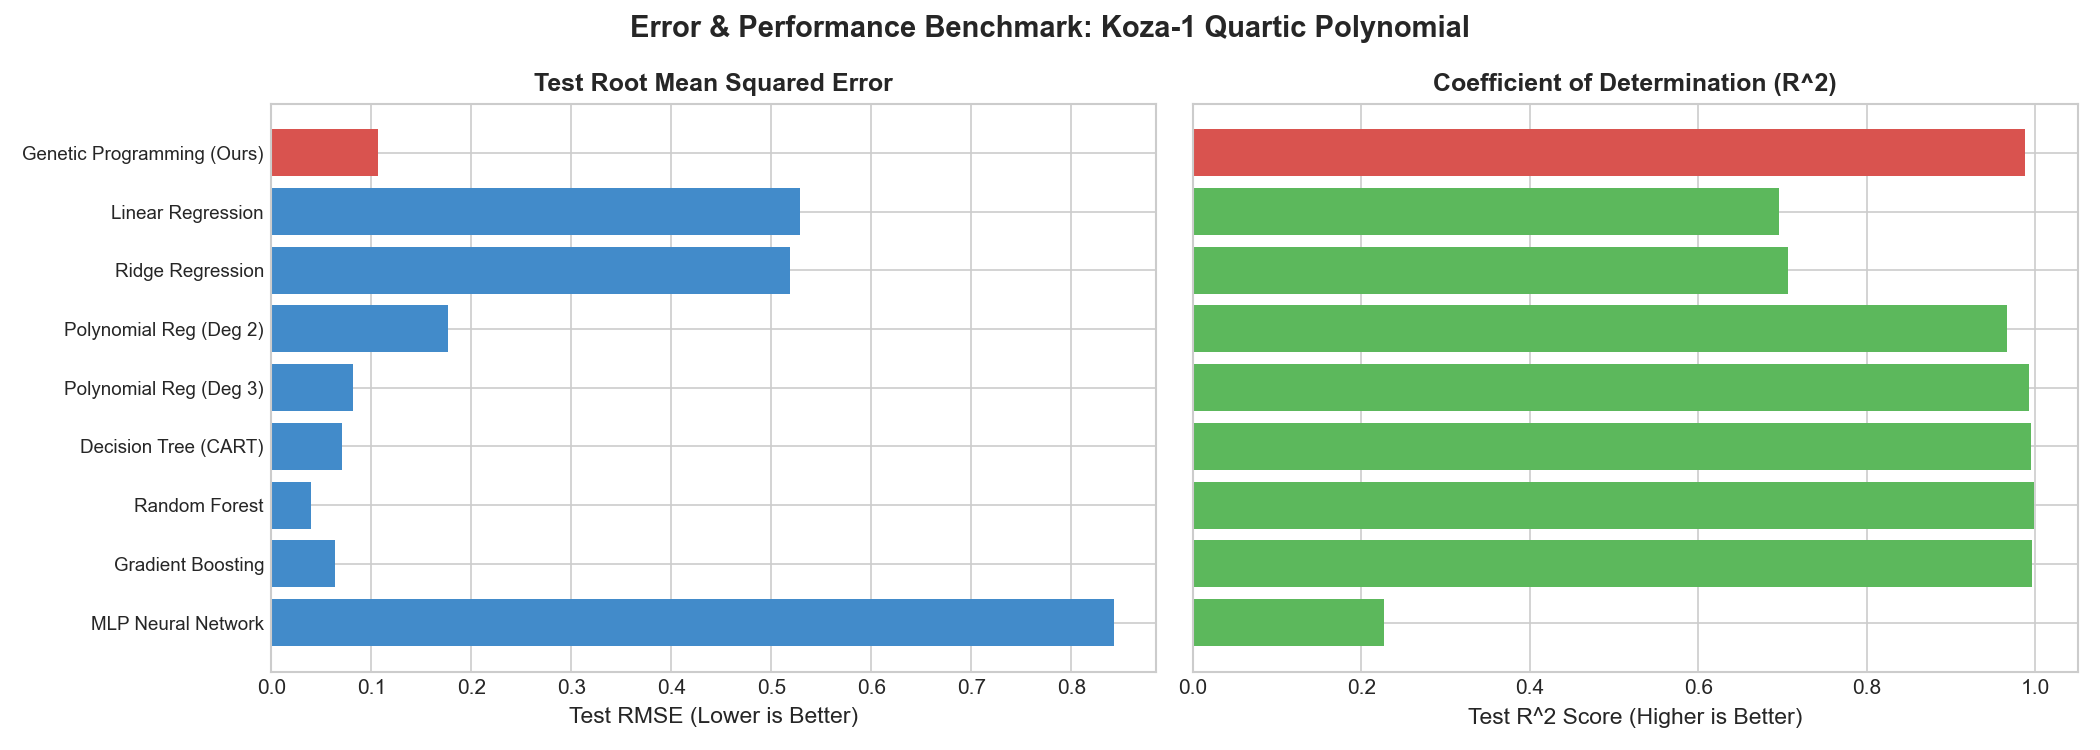 Error & Performance Benchmark: Koza-1 Quartic Polynomial
Test Root Mean Squared Error
Genetic Programming (Ours)
Linear Regression
Ridge Regression
Polynomial Reg (Deg 2)
Polynomial Reg (Deg 3)
Decision Tree (CART)
Random Forest
Gradient Boosting
MLP Neural Network
0.0 0.1 0.2 0.3 0.4 0.5 0.6 0.7 0.8
Test RMSE (Lower is Better)
Coefficient of Determination (R^2)
0.0 0.2 0.4 0.6 0.8 1.0
Test R^2 Score (Higher is Better)